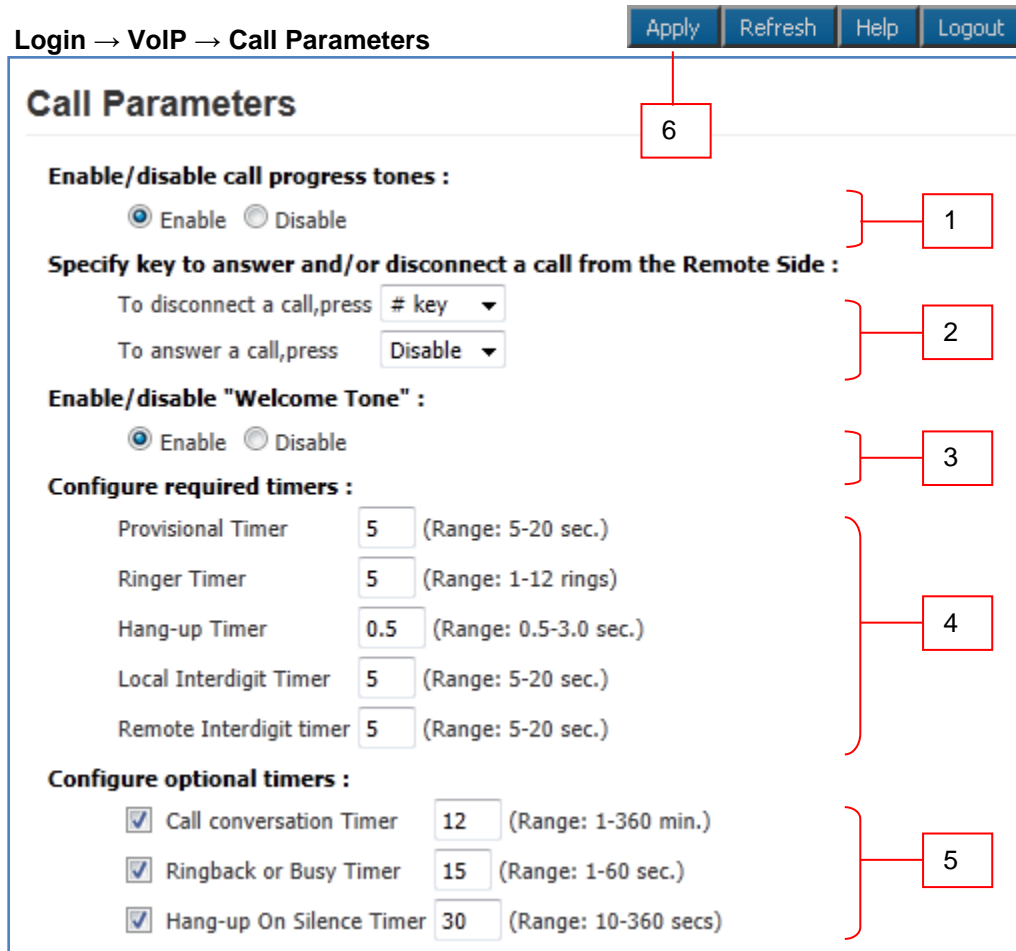 Login → VoIP → Call Parameters
Apply Refresh Help Logout
Call Parameters
6
Enable/disable call progress tones :
Enable Disable
1
Specify key to answer and/or disconnect a call from the Remote Side :
To disconnect a call,press # key
To answer a call,press Disable
2
Enable/disable "Welcome Tone" :
Enable Disable
3
Configure required timers :
Provisional Timer 5 (Range: 5-20 sec.)
Ringer Timer 5 (Range: 1-12 rings)
Hang-up Timer 0.5 (Range: 0.5-3.0 sec.)
4
Local Interdigit Timer 5 (Range: 5-20 sec.)
Remote Interdigit timer 5 (Range: 5-20 sec.)
Configure optional timers :
Call conversation Timer 12 (Range: 1-360 min.)
Ringback or Busy Timer 15 (Range: 1-60 sec.)
5
Hang-up On Silence Timer 30 (Range: 10-360 secs)